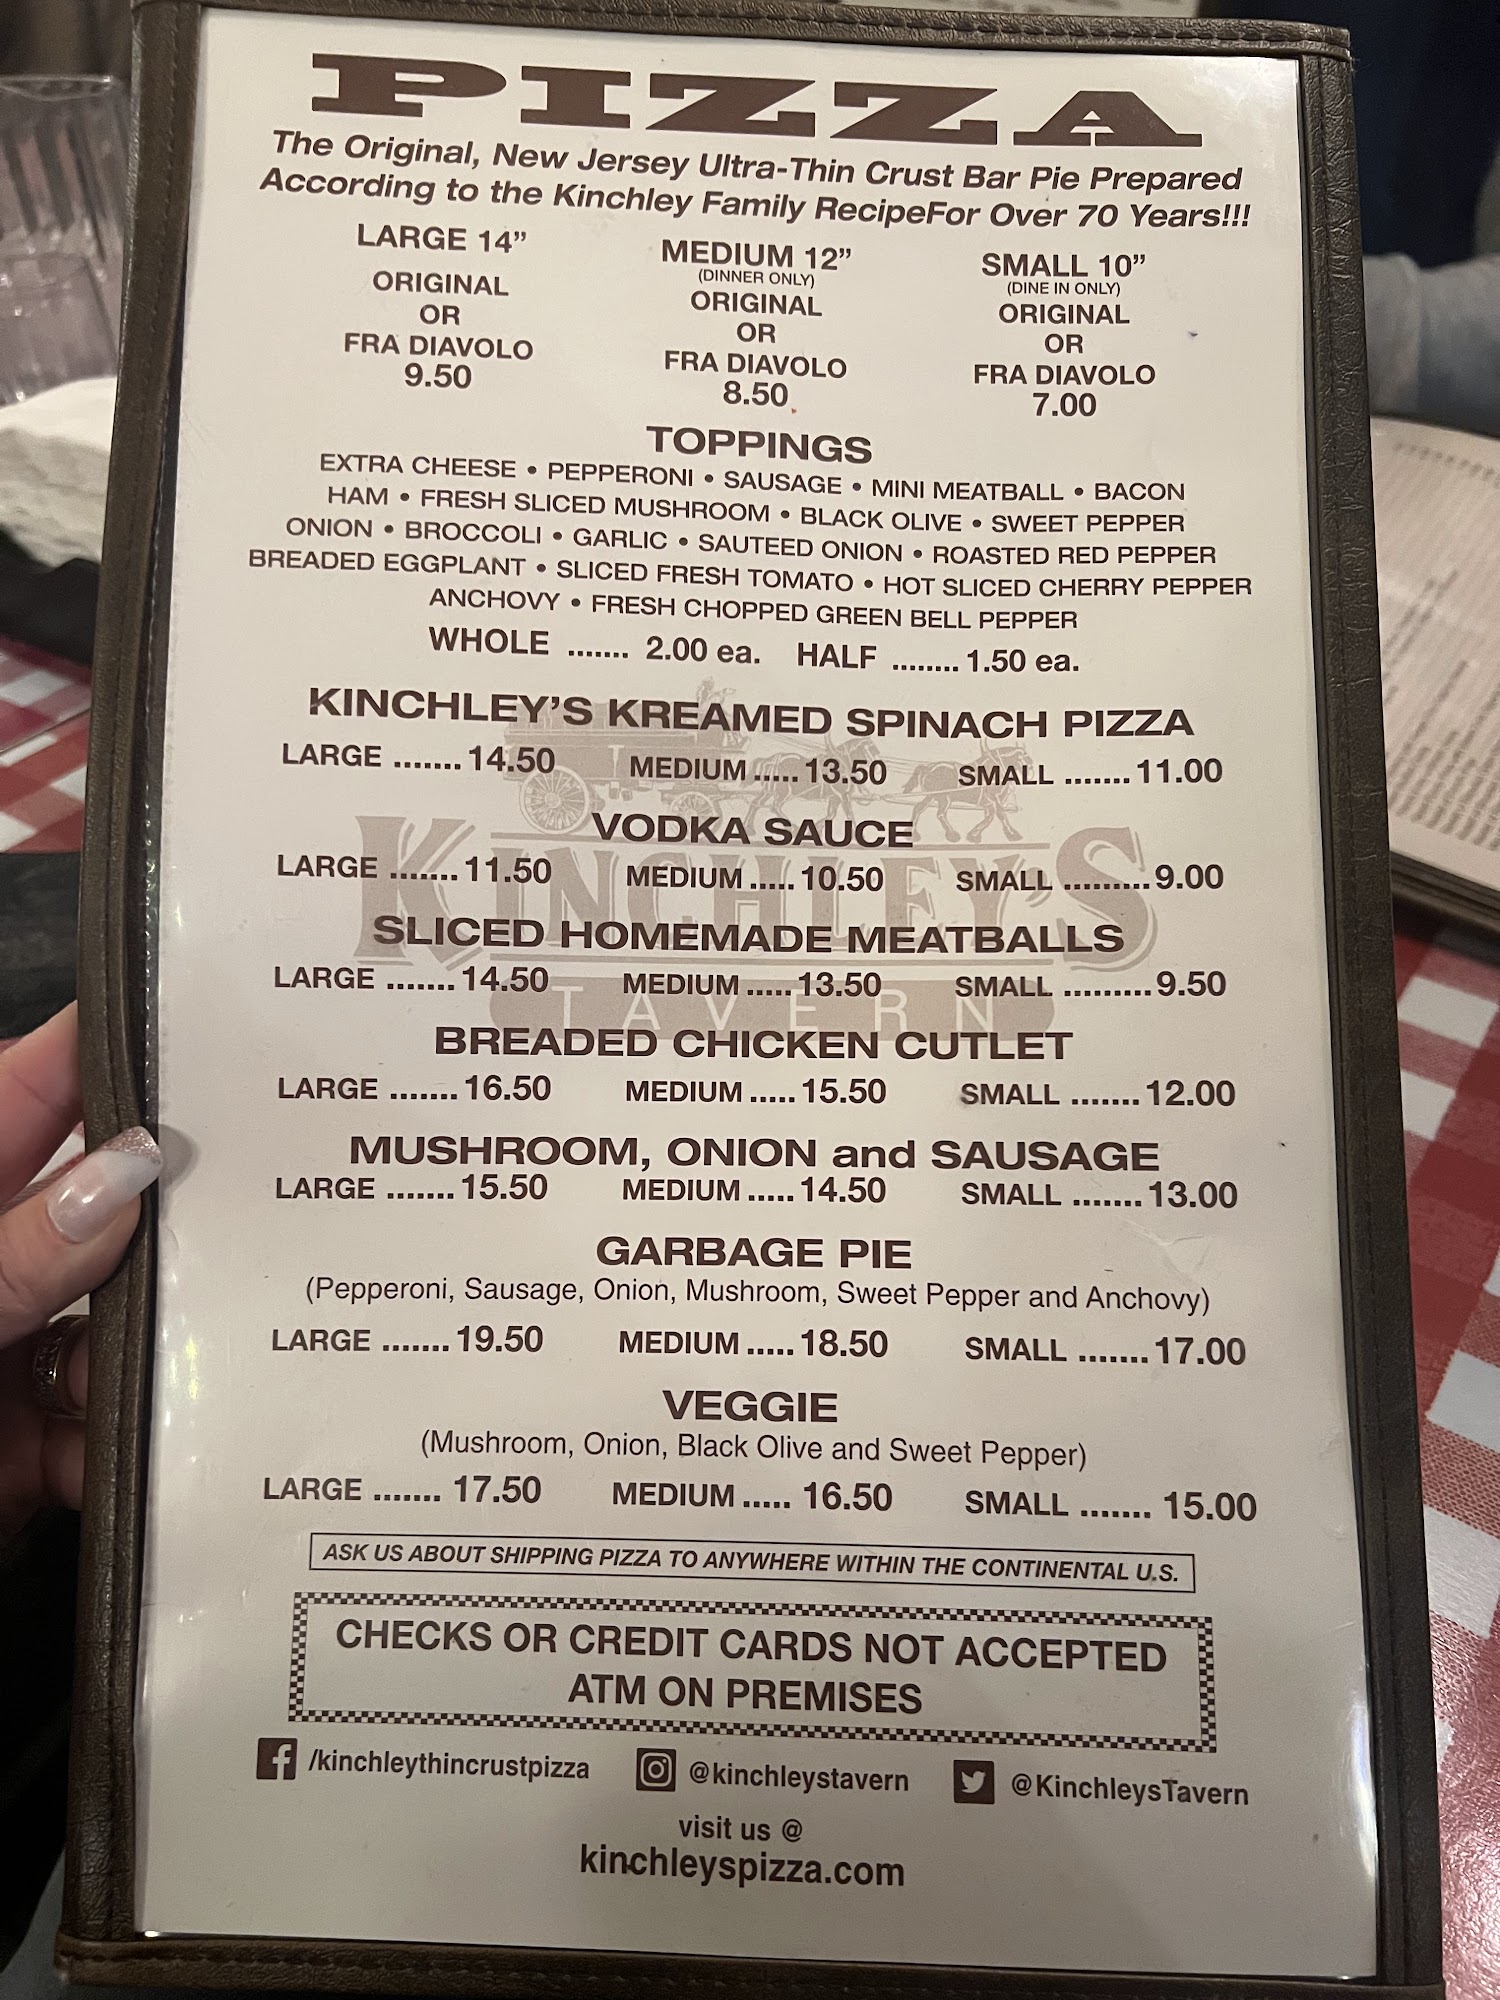 PIZZA
The Original, New Jersey Ultra-Thin Crust Bar Pie Prepared
According to the Kinchley Family RecipeFor Over 70 Years!!!
LARGE 14”
ORIGINAL
OR
FRA DIAVOLO
9.50
MEDIUM 12”
(DINNER ONLY)
ORIGINAL
OR
FRA DIAVOLO
8.50
SMALL 10”
(DINE IN ONLY)
ORIGINAL
OR
FRA DIAVOLO
7.00
TOPPINGS
EXTRA CHEESE • PEPPERONI • SAUSAGE • MINI MEATBALL • BACON
HAM • FRESH SLICED MUSHROOM • BLACK OLIVE • SWEET PEPPER
ONION • BROCCOLI • GARLIC • SAUTEED ONION • ROASTED RED PEPPER
BREADED EGGPLANT • SLICED FRESH TOMATO • HOT SLICED CHERRY PEPPER
ANCHOVY • FRESH CHOPPED GREEN BELL PEPPER
WHOLE ....... 2.00 ea. HALF ........ 1.50 ea.
KINCHLEY’S KREAMED SPINACH PIZZA
LARGE ....... 14.50 MEDIUM ..... 13.50 SMALL ....... 11.00
VODKA SAUCE
LARGE ....... 11.50 MEDIUM ..... 10.50 SMALL ......... 9.00
KINCHLEY'S
SLICED HOMEMADE MEATBALLS
LARGE ....... 14.50 MEDIUM ..... 13.50 SMALL ......... 9.50
TAVERN
BREADED CHICKEN CUTLET
LARGE ....... 16.50 MEDIUM ..... 15.50 SMALL ....... 12.00
MUSHROOM, ONION and SAUSAGE
LARGE ....... 15.50 MEDIUM ..... 14.50 SMALL ....... 13.00
GARBAGE PIE
(Pepperoni, Sausage, Onion, Mushroom, Sweet Pepper and Anchovy)
LARGE ....... 19.50 MEDIUM ..... 18.50 SMALL ....... 17.00
VEGGIE
(Mushroom, Onion, Black Olive and Sweet Pepper)
LARGE ....... 17.50 MEDIUM ..... 16.50 SMALL ....... 15.00
ASK US ABOUT SHIPPING PIZZA TO ANYWHERE WITHIN THE CONTINENTAL U.S.
CHECKS OR CREDIT CARDS NOT ACCEPTED
ATM ON PREMISES
/kinchleythincrustpizza @kinchleystavern @KinchleysTavern
visit us @
kinchleyspizza.com